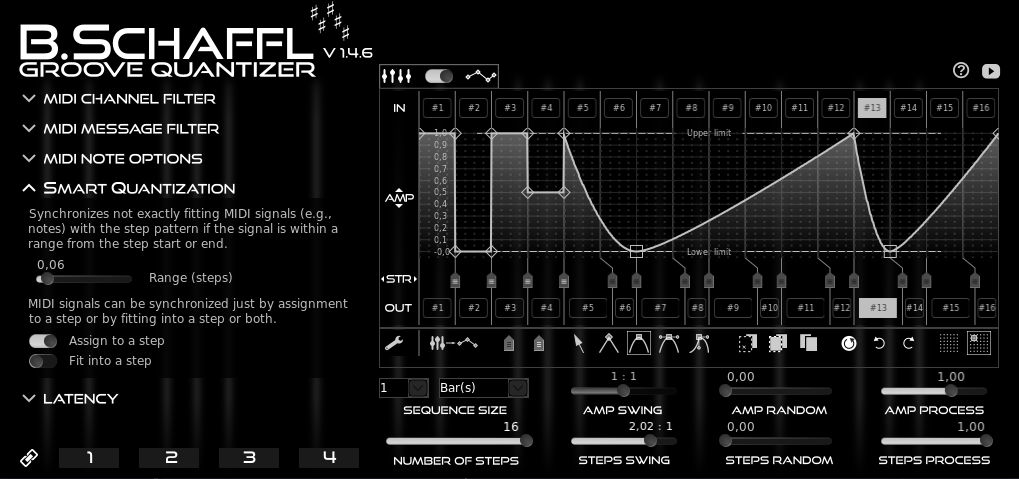 B.SCHAFFL
V 1.4.6
GROOVE QUANTIZER
MIDI CHANNEL FILTER
MIDI MESSAGE FILTER
MIDI NOTE OPTIONS
SMART QUANTIZATION
Synchronizes not exactly fitting MIDI signals (e.g.,
notes) with the step pattern if the signal is within a
range from the step start or end.
0,06
Range (steps)
MIDI signals can be synchronized just by assignment
to a step or by fitting into a step or both.
Assign to a step
Fit into a step
LATENCY
1 2 3 4
IN #1 #2 #3 #4 #5 #6 #7 #8 #9 #10 #11 #12 #13 #14 #15 #16
1,0 Upper limit
0,9
0,8
0,7
0,6
0,5
AMP
0,4
0,3
0,2
0,1
-0,0 Lower limit
STR
OUT #1 #2 #3 #4 #5 #6 #7 #8 #9 #10 #11 #12 #13 #14 #15 #16
1 Bar(s)
SEQUENCE SIZE
1 : 1
AMP SWING
0,00
AMP RANDOM
1,00
AMP PROCESS
16
NUMBER OF STEPS
2,02 : 1
STEPS SWING
0,00
STEPS RANDOM
1,00
STEPS PROCESS